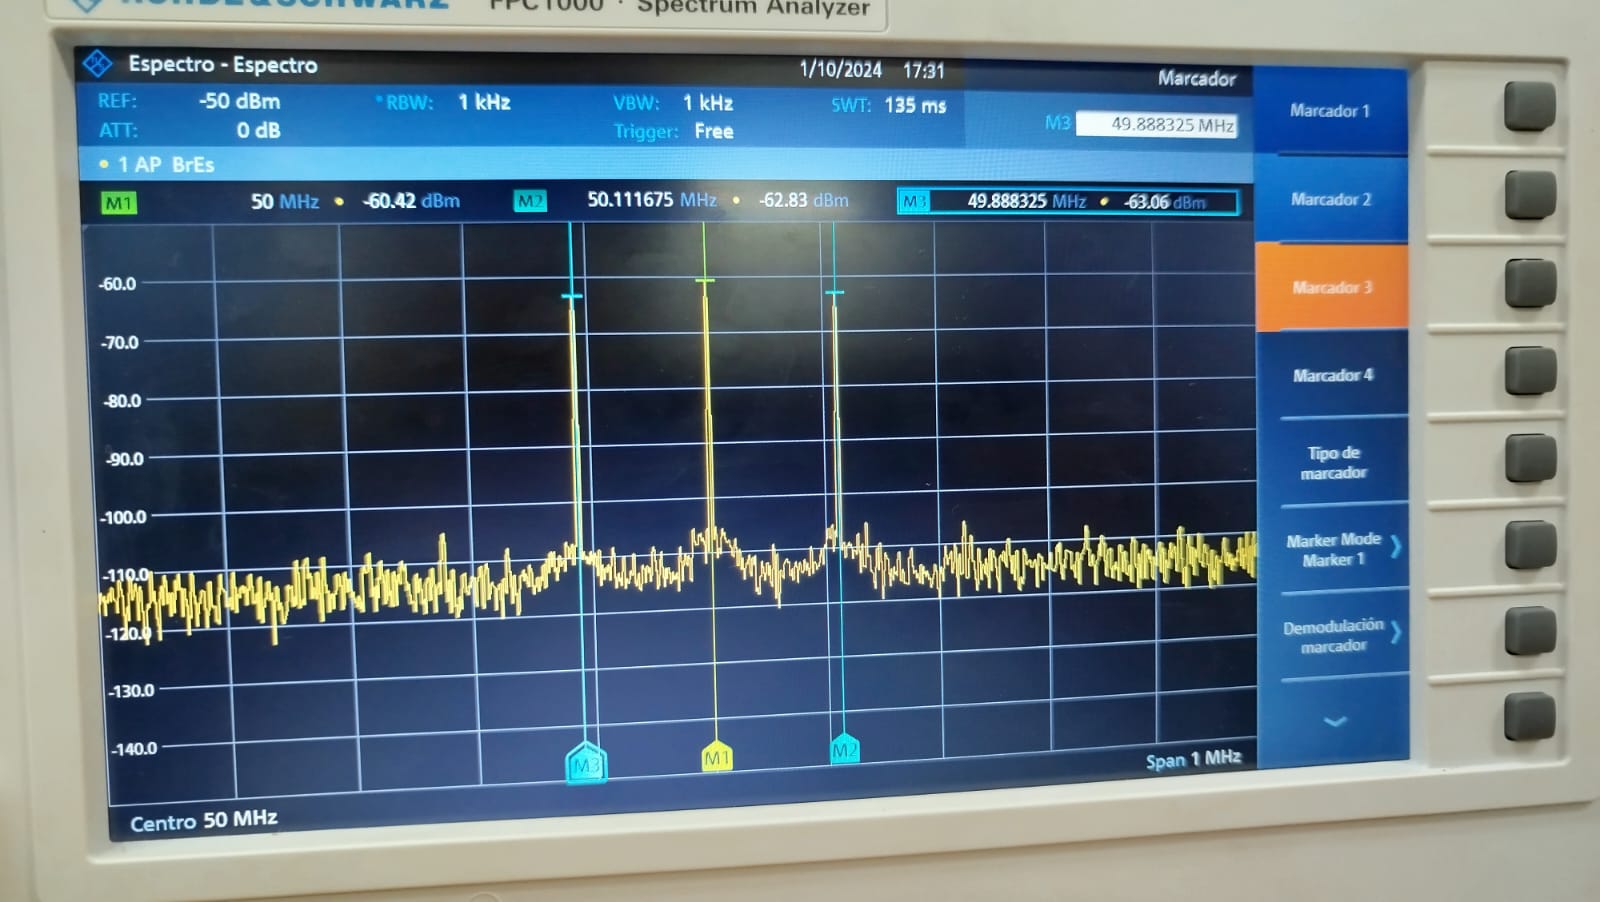 ROHDE&SCHWARZ FPC1000 · Spectrum Analyzer
Espectro - Espectro 1/10/2024 17:31 Marcador
REF: -50 dBm *RBW: 1 kHz VBW: 1 kHz SWT: 135 ms
ATT: 0 dB Trigger: Free M3 49.888325 MHz
• 1 AP BrEs
M1 50 MHz • -60.42 dBm M2 50.111675 MHz • -62.83 dBm M3 49.888325 MHz • -63.06 dBm
-60.0
-70.0
-80.0
-90.0
-100.0
-110.0
-120.0
-130.0
-140.0
M3 M1 M2
Span 1 MHz
Centro 50 MHz
Marcador 1
Marcador 2
Marcador 3
Marcador 4
Tipo de
marcador
Marker Mode
Marker 1
Demodulación
marcador